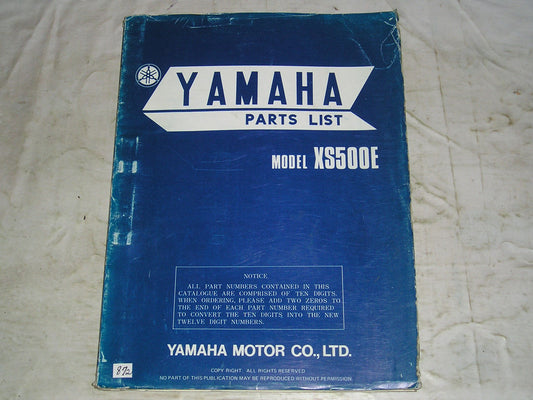 YAMAHA
PARTS LIST
MODEL XS500E
NOTICE
ALL PART NUMBERS CONTAINED IN THIS
CATALOGUE ARE COMPRISED OF TEN DIGITS.
WHEN ORDERING, PLEASE ADD TWO ZEROS TO
THE END OF EACH PART NUMBER REQUIRED
TO CONVERT THE TEN DIGITS INTO THE NEW
TWELVE DIGIT NUMBERS.
872
YAMAHA MOTOR CO., LTD.
COPY RIGHT. ALL RIGHTS RESERVED
NO PART OF THIS PUBLICATION MAY BE REPRODUCED WITHOUT PERMISSION